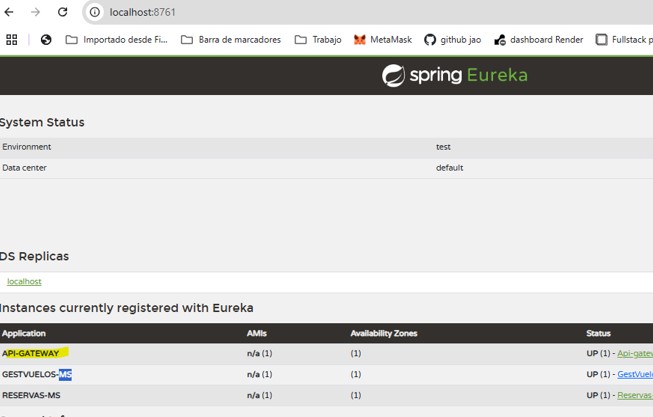 localhost:8761
Importado desde Fi... Barra de marcadores Trabajo MetaMask github jao dashboard Render Fullstack p
spring Eureka
System Status
Environment test
Data center default
DS Replicas
localhost
Instances currently registered with Eureka
Application AMIs Availability Zones Status
API-GATEWAY n/a (1) (1) UP (1) - Api-gatew
GESTVUELOS-MS n/a (1) (1) UP (1) - GestVuelo
RESERVAS-MS n/a (1) (1) UP (1) - Reservas